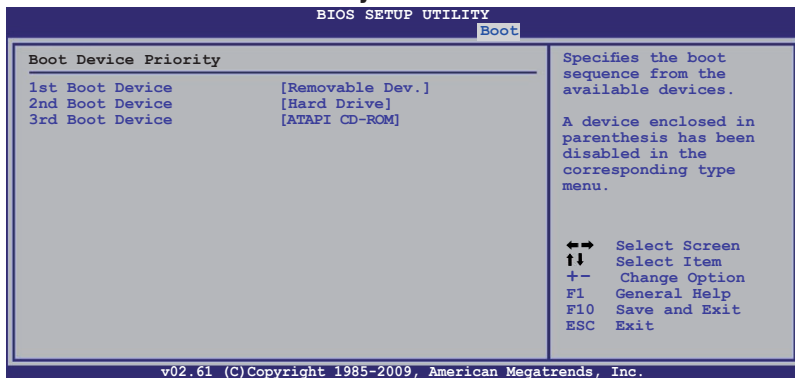 BIOS SETUP UTILITY
Boot
Boot Device Priority
1st Boot Device [Removable Dev.]
2nd Boot Device [Hard Drive]
3rd Boot Device [ATAPI CD-ROM]
Specifies the boot
sequence from the
available devices.
A device enclosed in
parenthesis has been
disabled in the
corresponding type
menu.
←→ Select Screen
↑↓ Select Item
+- Change Option
F1 General Help
F10 Save and Exit
ESC Exit
v02.61 (C)Copyright 1985-2009, American Megatrends, Inc.